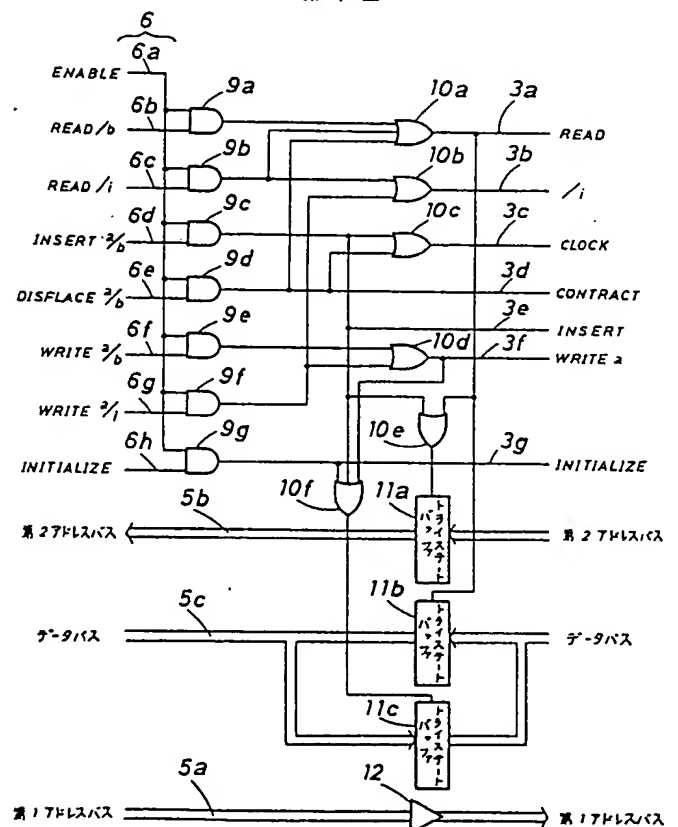 6
6a
ENABLE
9a
10a
3a
6b
READ/b
READ
9b
10b
3b
6c
READ/i
/i
9c
10c
3c
6d
INSERT a/b
CLOCK
9d
3d
6e
DISPLACE a/b
CONTRACT
9e
3e
INSERT
10d
3f
6f
WRITE a/b
WRITE a
9f
6g
WRITE a/i
9g
10e
3g
6h
INITIALIZE
INITIALIZE
10f
11a
5b
第2アドレスバス
トライステート
バッファ
第2アドレスバス
11b
5c
データバス
トライステート
バッファ
データバス
11c
トライステート
バッファ
5a
12
第1アドレスバス
第1アドレスバス